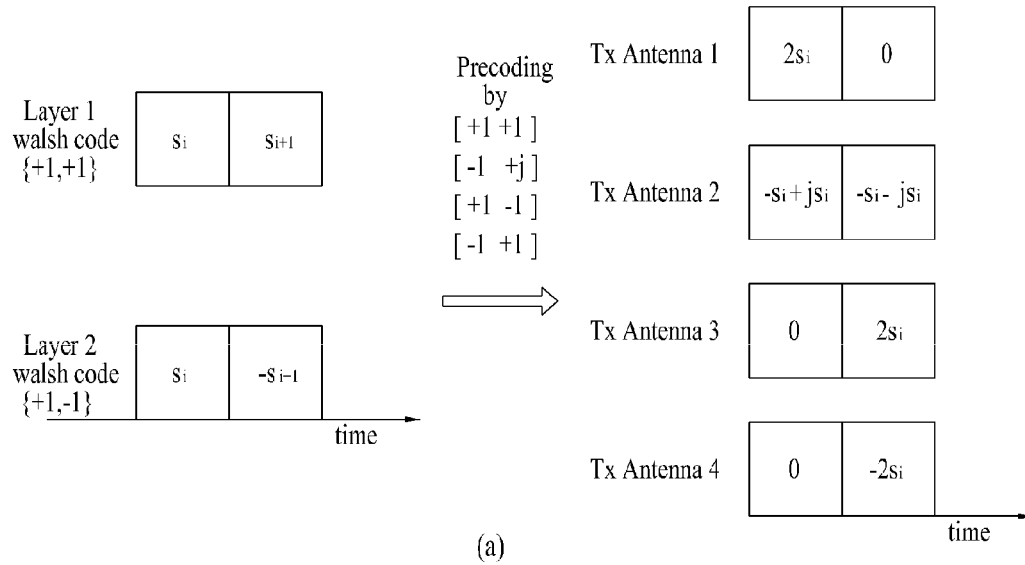 Layer 1
walsh code
{+1,+1}
si
si+1
Layer 2
walsh code
{+1,-1}
si
-si-1
time
Precoding
by
[ +1 +1 ]
[ -1 +j ]
[ +1 -1 ]
[ -1 +1 ]
Tx Antenna 1
2si
0
Tx Antenna 2
-si+jsi
-si- jsi
Tx Antenna 3
0
2si
Tx Antenna 4
0
-2si
time
(a)